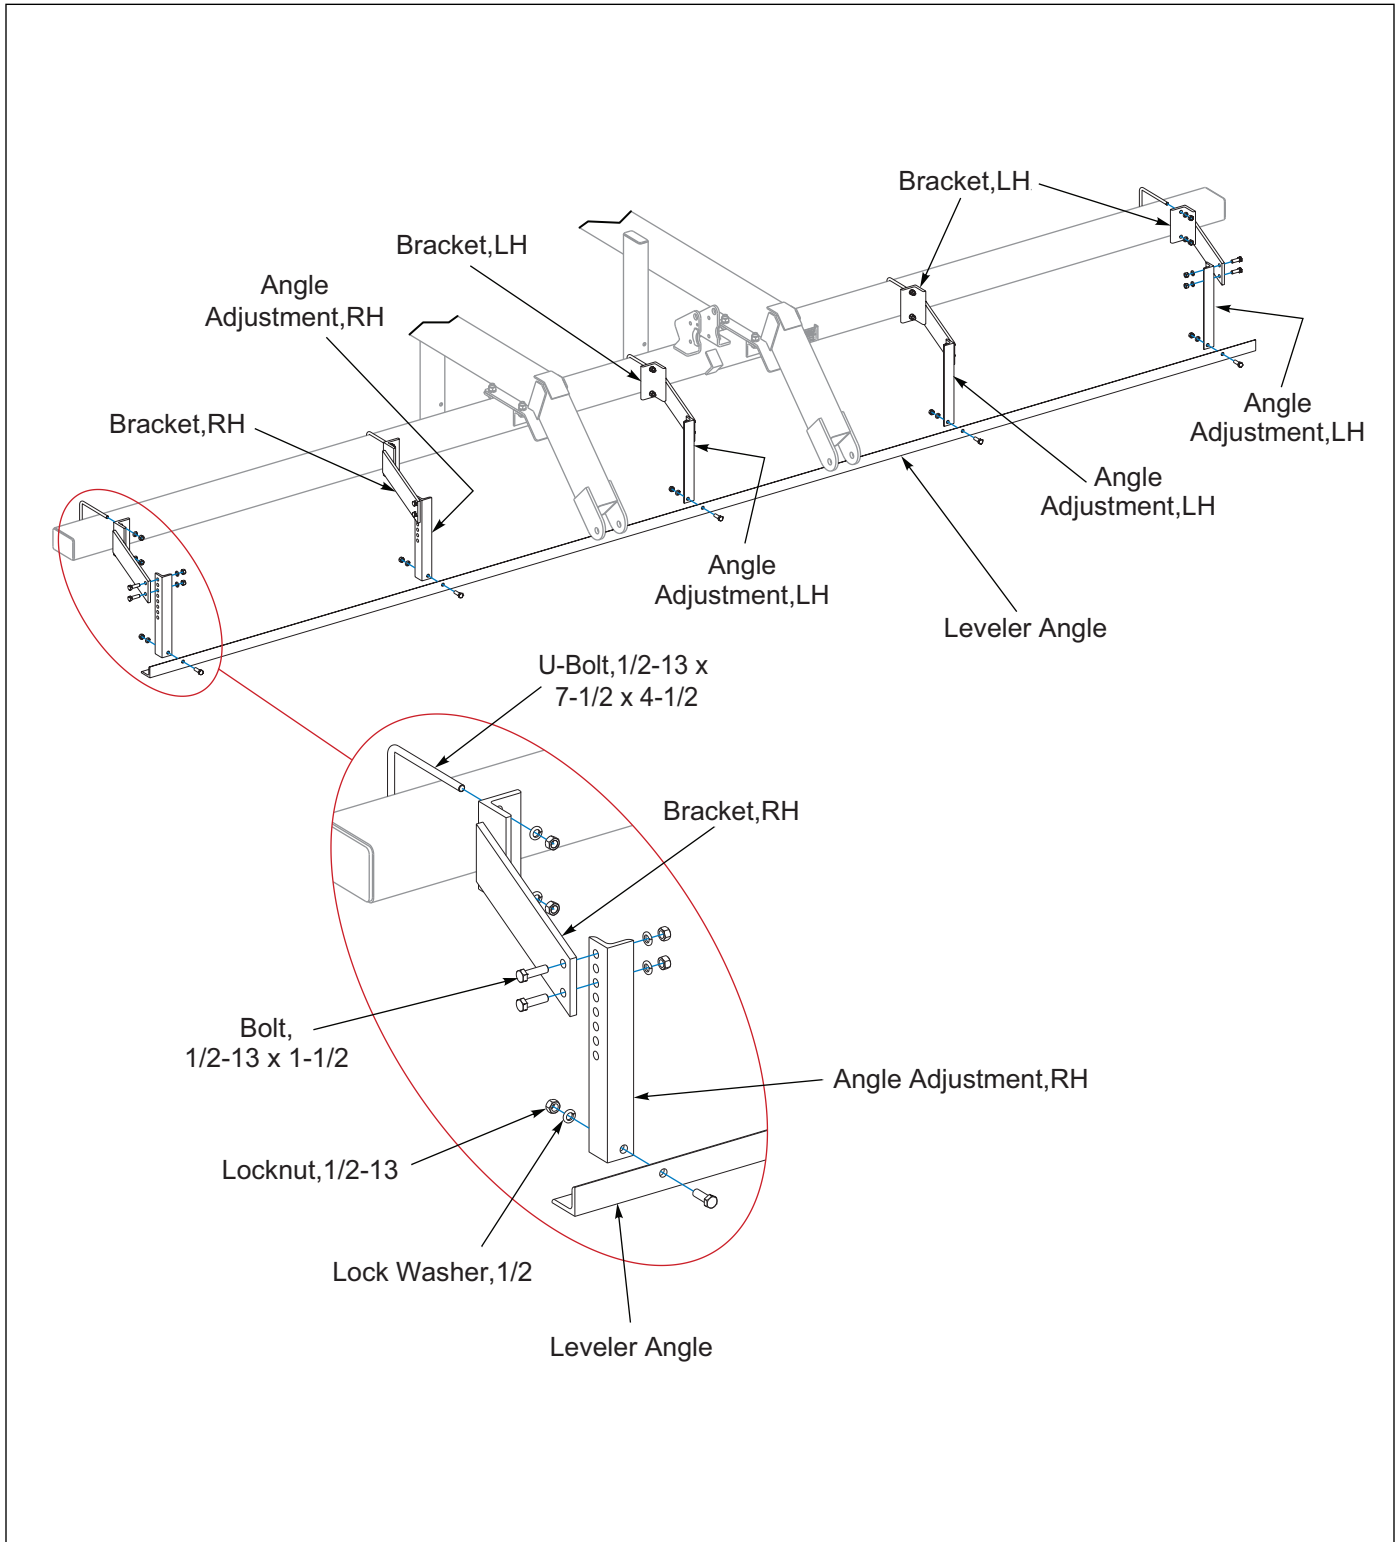 Bracket,LH
Bracket,LH
Angle
Adjustment,RH
Bracket,RH
Angle
Adjustment,LH
Angle
Adjustment,LH
Angle
Adjustment,LH
Leveler Angle
U-Bolt,1/2-13 x
7-1/2 x 4-1/2
Bracket,RH
Bolt,
1/2-13 x 1-1/2
Angle Adjustment,RH
Locknut,1/2-13
Lock Washer,1/2
Leveler Angle